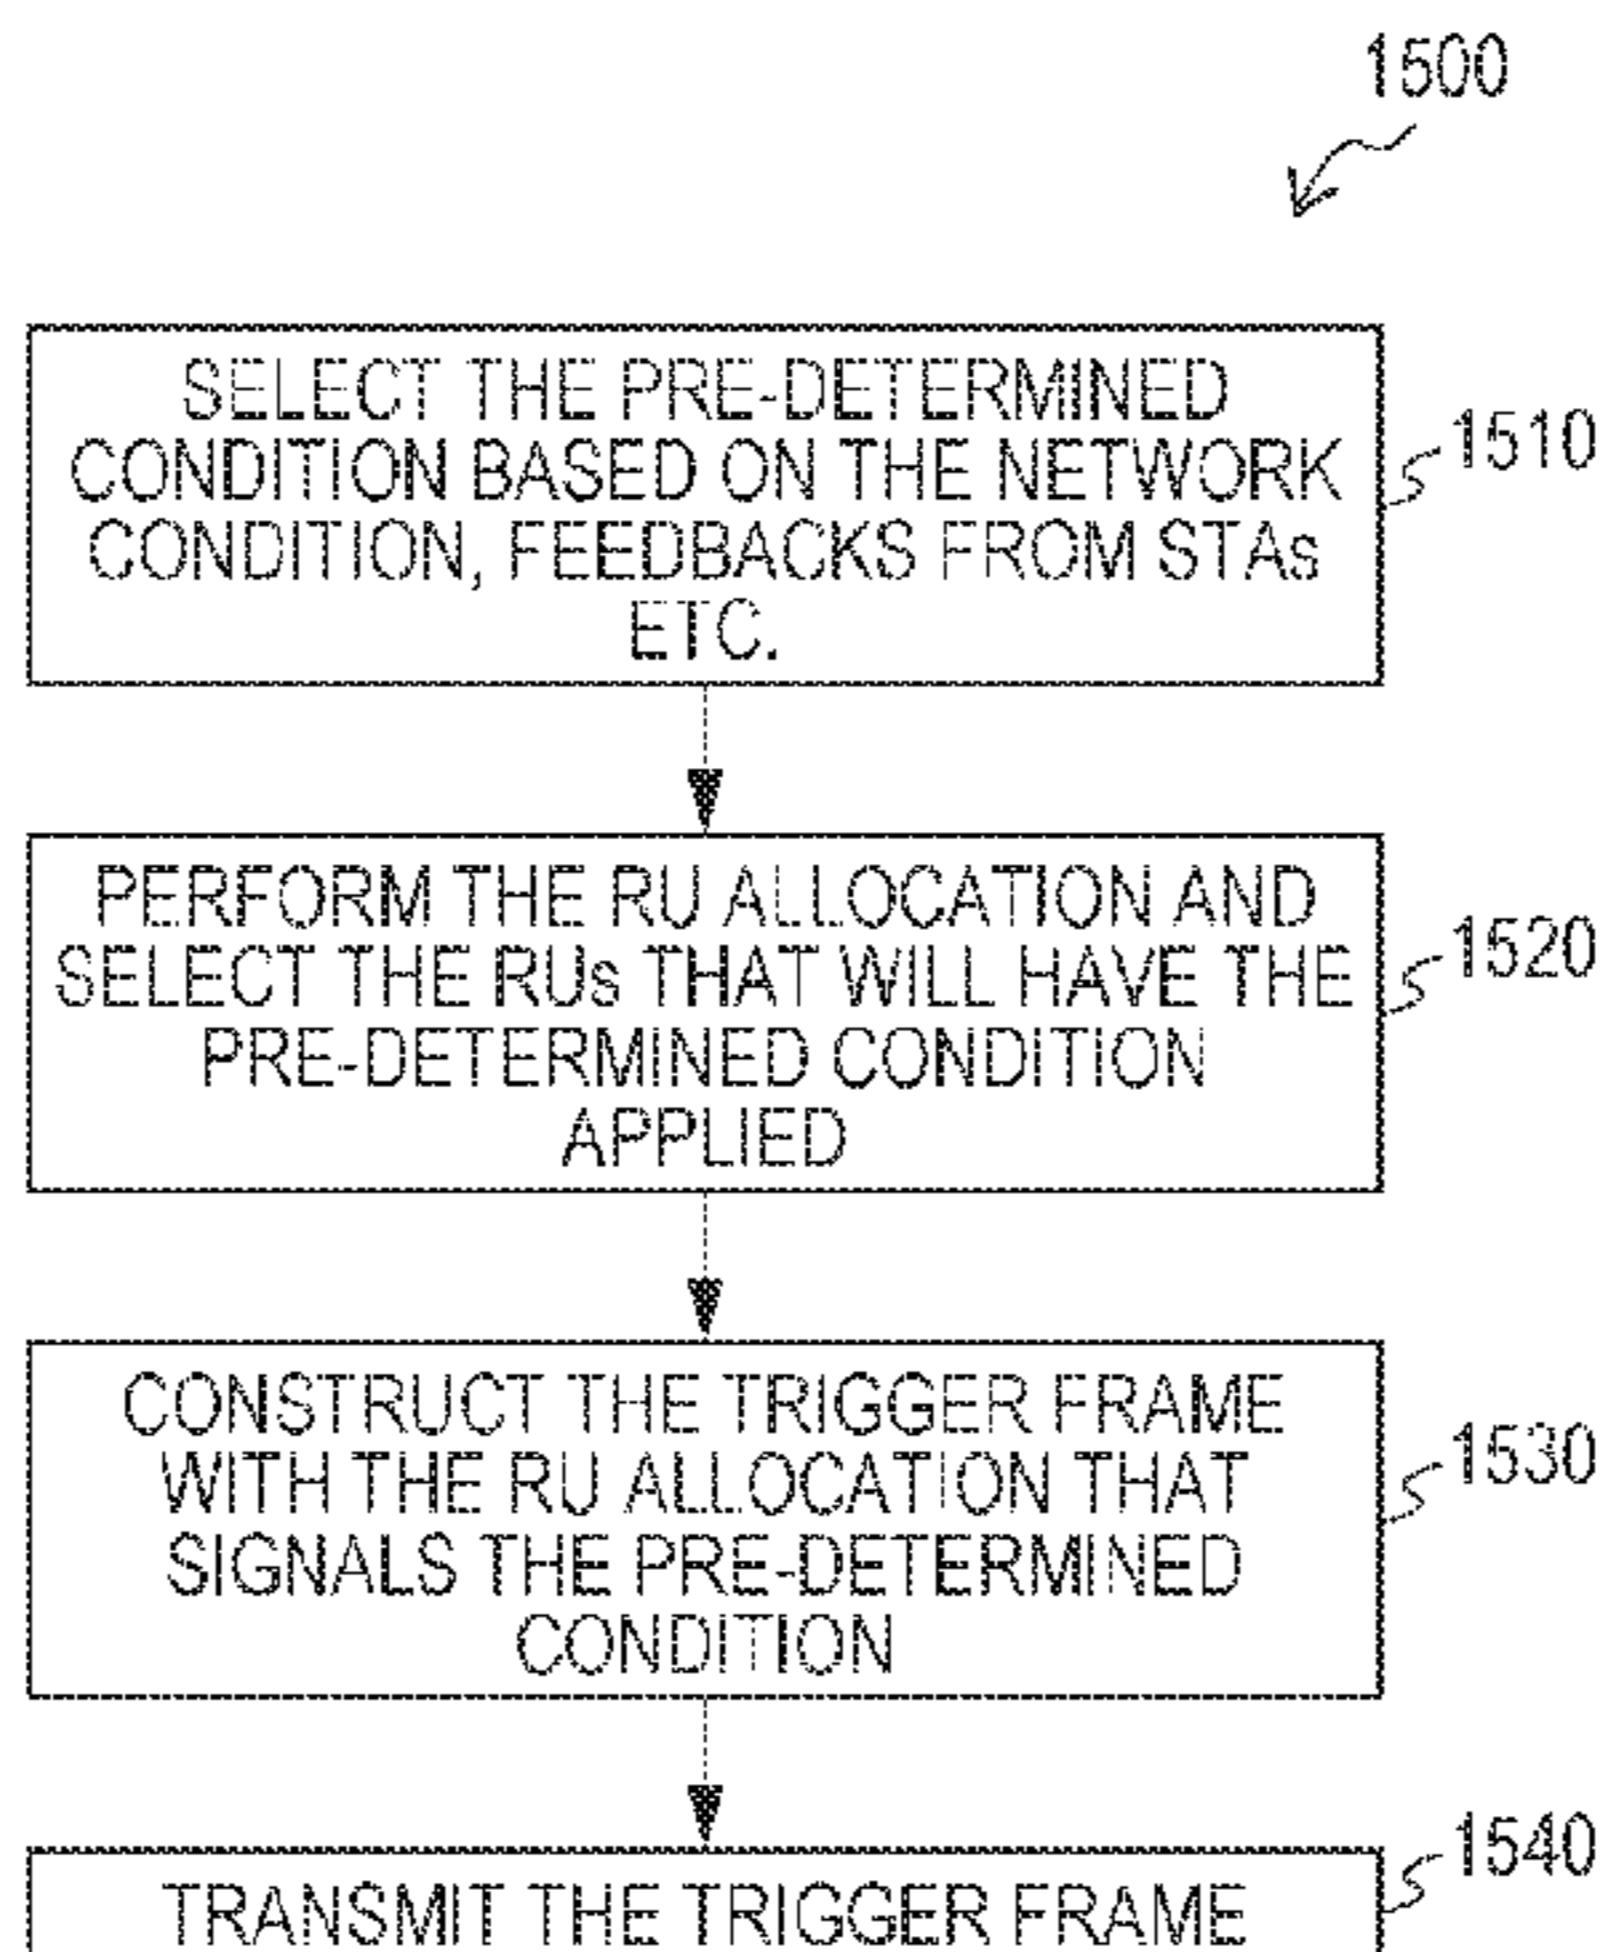 1500
SELECT THE PRE-DETERMINED
CONDITION BASED ON THE NETWORK
CONDITION, FEEDBACKS FROM STAs
ETC.
1510
PERFORM THE RU ALLOCATION AND
SELECT THE RUs THAT WILL HAVE THE
PRE-DETERMINED CONDITION
APPLIED
1520
CONSTRUCT THE TRIGGER FRAME
WITH THE RU ALLOCATION THAT
SIGNALS THE PRE-DETERMINED
CONDITION
1530
TRANSMIT THE TRIGGER FRAME
1540